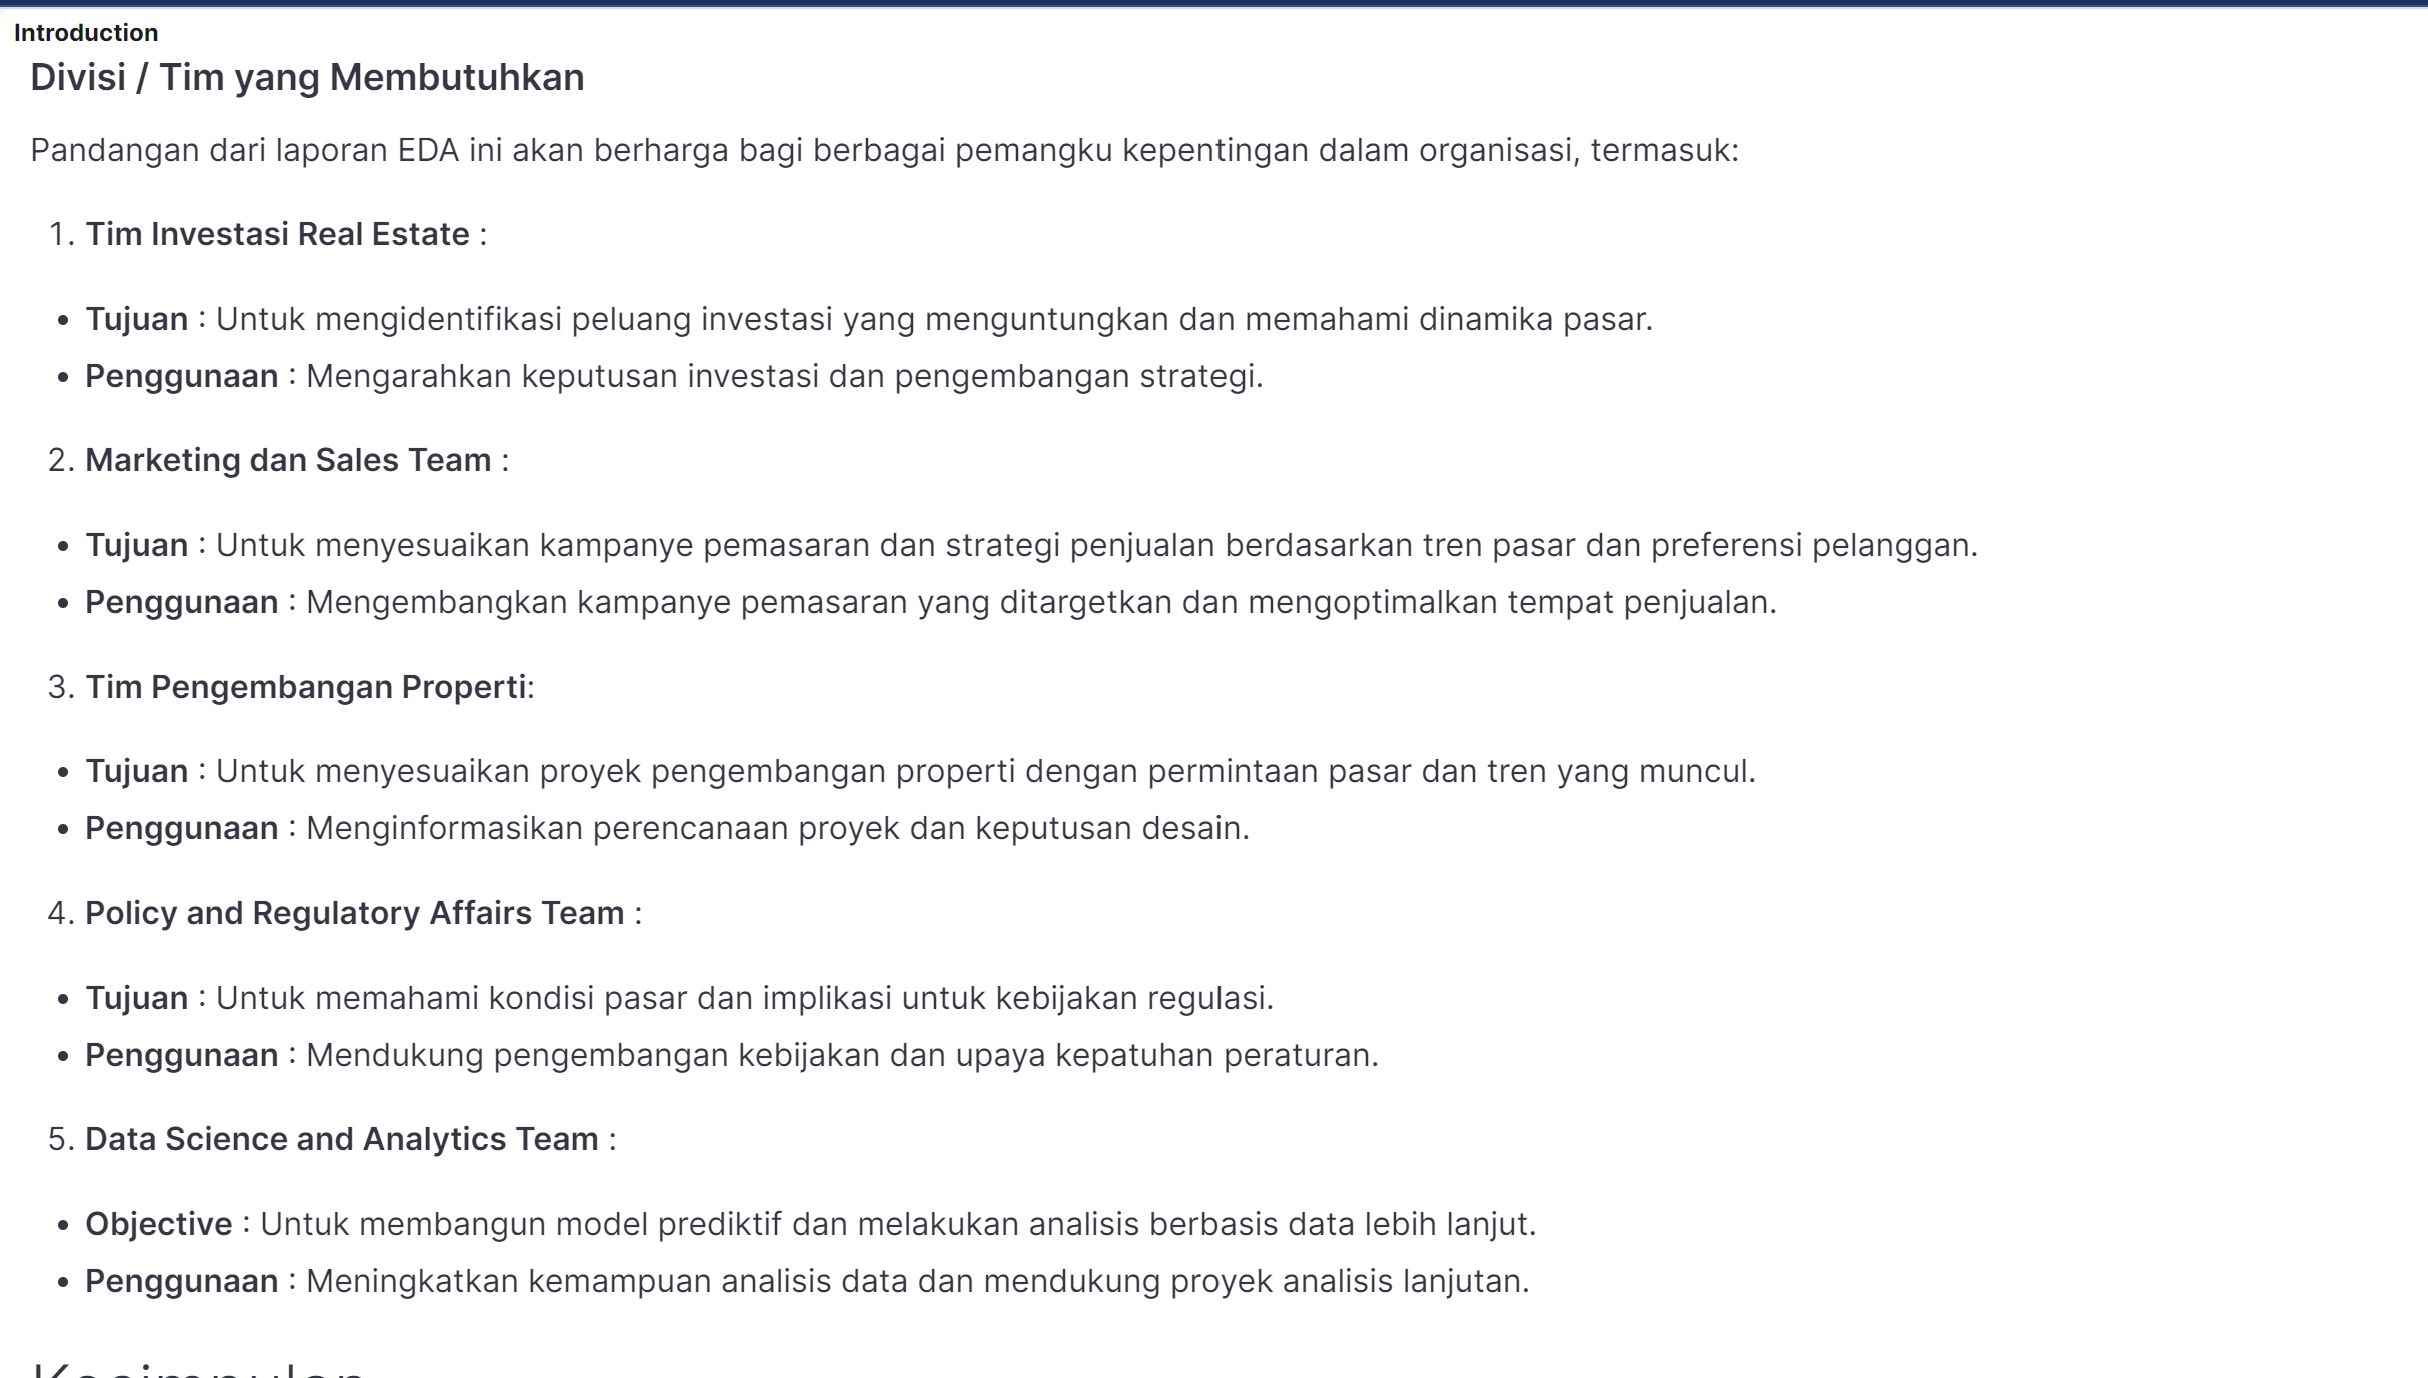 Introduction
Divisi / Tim yang Membutuhkan
Pandangan dari laporan EDA ini akan berharga bagi berbagai pemangku kepentingan dalam organisasi, termasuk:
1. Tim Investasi Real Estate :
• Tujuan : Untuk mengidentifikasi peluang investasi yang menguntungkan dan memahami dinamika pasar.
• Penggunaan : Mengarahkan keputusan investasi dan pengembangan strategi.
2. Marketing dan Sales Team :
• Tujuan : Untuk menyesuaikan kampanye pemasaran dan strategi penjualan berdasarkan tren pasar dan preferensi pelanggan.
• Penggunaan : Mengembangkan kampanye pemasaran yang ditargetkan dan mengoptimalkan tempat penjualan.
3. Tim Pengembangan Properti:
• Tujuan : Untuk menyesuaikan proyek pengembangan properti dengan permintaan pasar dan tren yang muncul.
• Penggunaan : Menginformasikan perencanaan proyek dan keputusan desain.
4. Policy and Regulatory Affairs Team :
• Tujuan : Untuk memahami kondisi pasar dan implikasi untuk kebijakan regulasi.
• Penggunaan : Mendukung pengembangan kebijakan dan upaya kepatuhan peraturan.
5. Data Science and Analytics Team :
• Objective : Untuk membangun model prediktif dan melakukan analisis berbasis data lebih lanjut.
• Penggunaan : Meningkatkan kemampuan analisis data dan mendukung proyek analisis lanjutan.
Kesimpulan